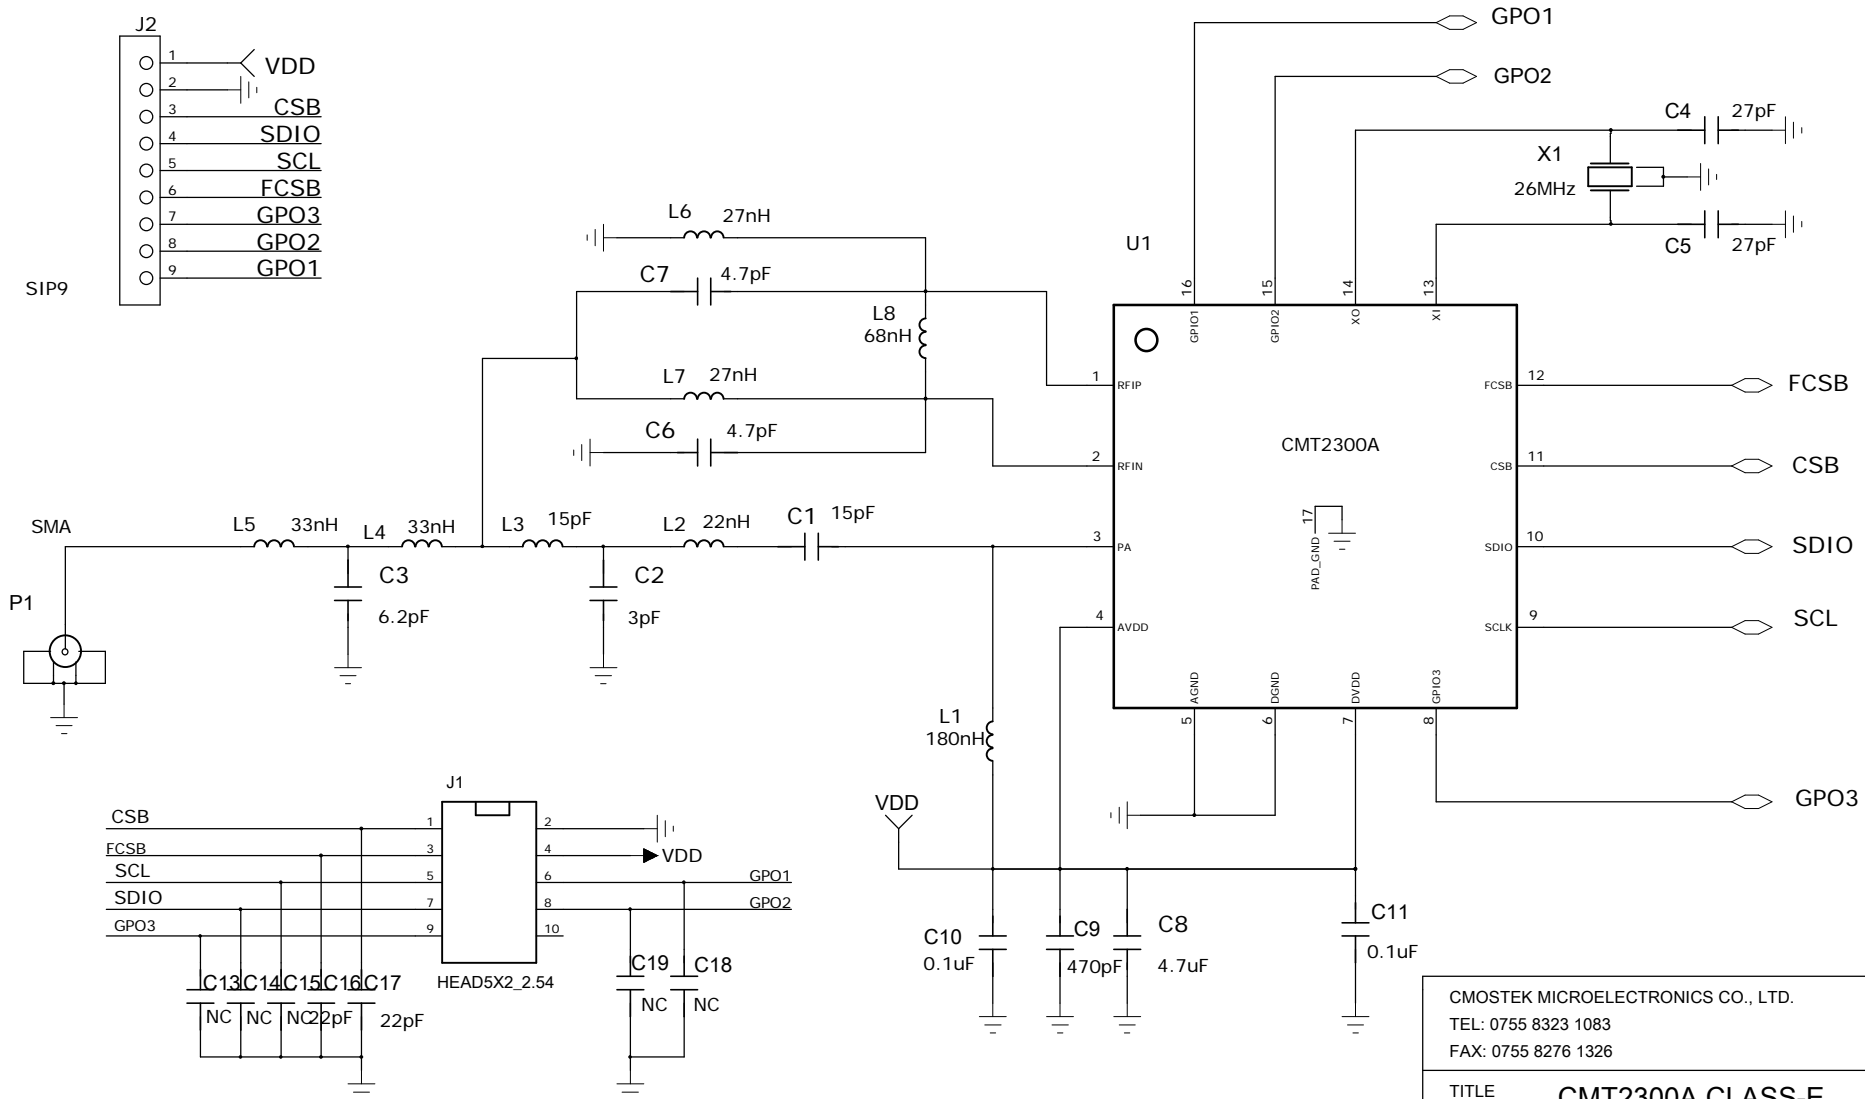 J2
1
VDD
2
3 CSB
4 SDIO
5 SCL
6 FCSB
7 GPO3
8 GPO2
9 GPO1
SIP9
GPO1
GPO2
C4 27pF
X1
26MHz
C5 27pF
L6 27nH
C7 4.7pF
L8
68nH
L7 27nH
C6 4.7pF
U1
16 15 14 13
GPIO1 GPIO2 XO XI
1 RFIP
2 RFIN
3 PA
4 AVDD
CMT2300A
17
PAD_GND
FCSB 12 FCSB
CSB 11 CSB
SDIO 10 SDIO
SCLK 9 SCL
AGND DGND DVDD GPIO3
5 6 7 8
GPO3
SMA
P1
L5 33nH
L4 33nH
L3 15pF
L2 22nH
C1 15pF
C3
6.2pF
C2
3pF
L1
180nH
VDD
C10
0.1uF
C9
470pF
C8
4.7uF
C11
0.1uF
J1
CSB 1 2
FCSB 3 4 VDD
SCL 5 6 GPO1
SDIO 7 8 GPO2
GPO3 9 10
HEAD5X2_2.54
C13 C14 C15 C16 C17
NC NC NC 22pF 22pF
C19 C18
NC NC
CMOSTEK MICROELECTRONICS CO., LTD.
TEL: 0755 8323 1083
FAX: 0755 8276 1326
TITLE CMT2300A CLASS-E